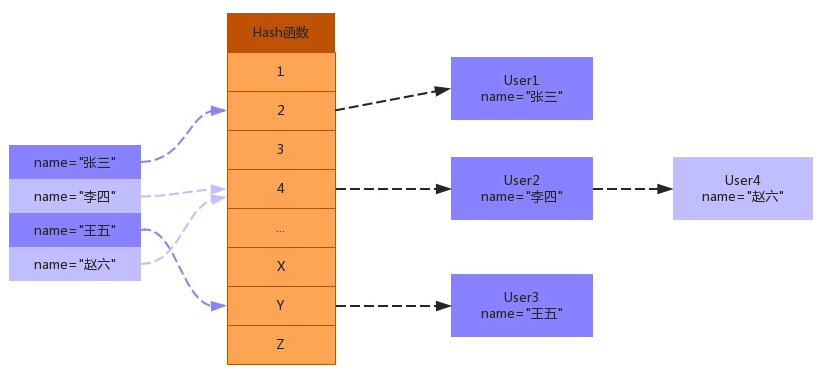 name="张三"
name="李四"
name="王五"
name="赵六"
Hash函数
1
2
3
4
...
X
Y
Z
User1
name="张三"
User2
name="李四"
User3
name="王五"
User4
name="赵六"